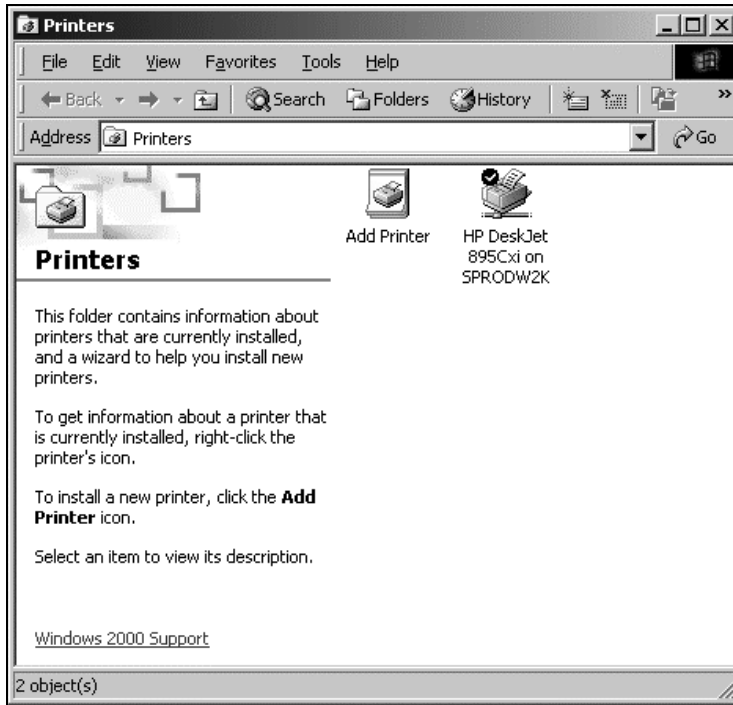 Printers
File Edit View Favorites Tools Help
Back Search Folders History »
Address Printers Go
Add Printer
HP DeskJet
895Cxi on
SPRODW2K
Printers
This folder contains information about
printers that are currently installed,
and a wizard to help you install new
printers.
To get information about a printer that
is currently installed, right-click the
printer's icon.
To install a new printer, click the Add
Printer icon.
Select an item to view its description.
Windows 2000 Support
2 object(s)